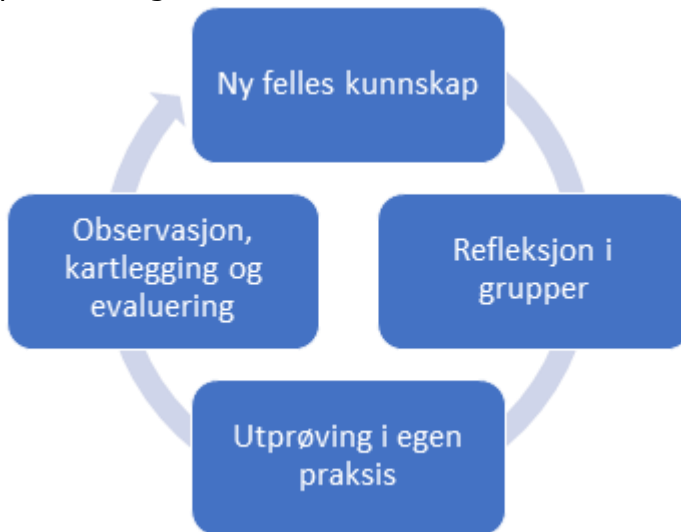 Ny felles kunnskap
Refleksjon i
grupper
Utprøving i egen
praksis
Observasjon,
kartlegging og
evaluering